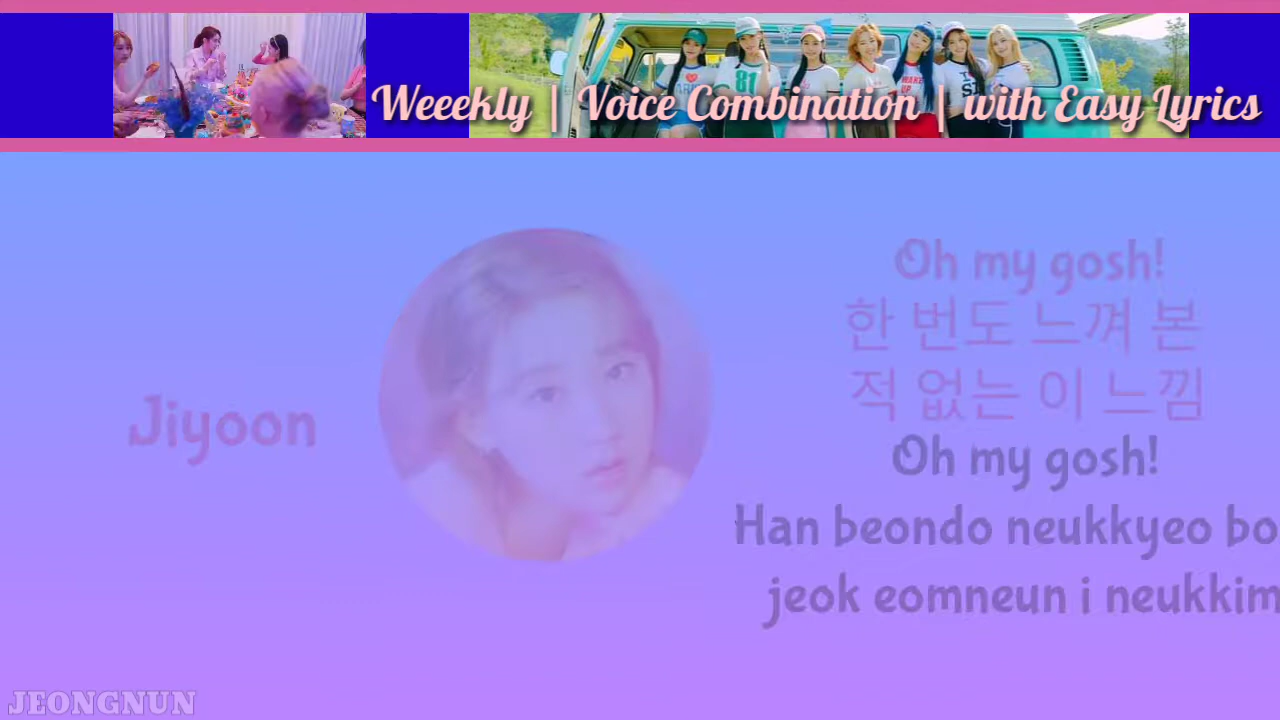 Weeekly | Voice Combination | with Easy Lyrics
Jiyoon
Oh my gosh!
한 번도 느껴 본
적 없는 이 느낌
Oh my gosh!
Han beondo neukkyeo bo
jeok eomneun i neukkim
JEONGNUN